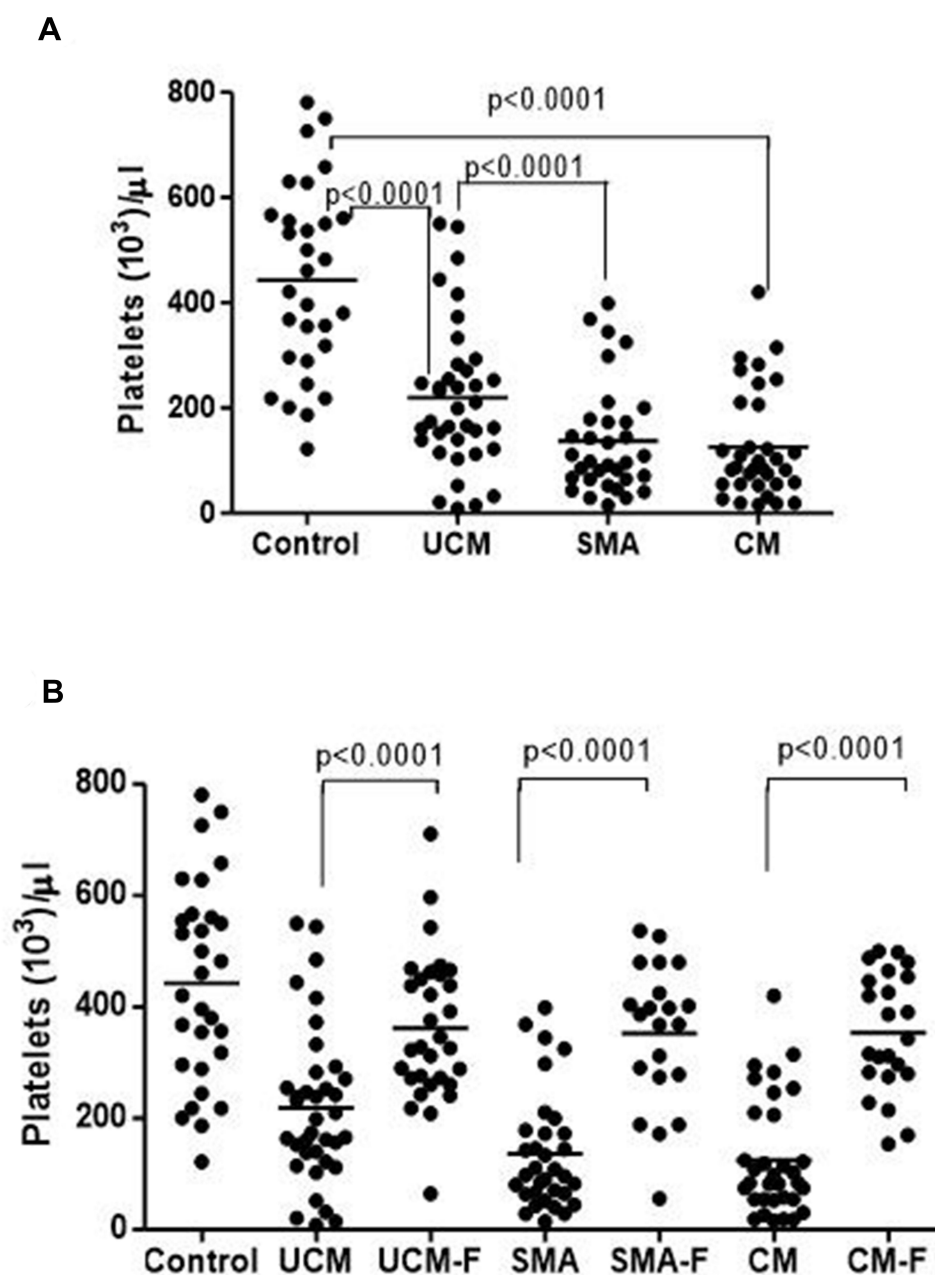 A
p<0.0001
p<0.0001
p<0.0001
800
600
400
200
0
Platelets (10³)/µl
Control UCM SMA CM
B
p<0.0001 p<0.0001 p<0.0001
800
600
400
200
0
Platelets (10³)/µl
Control UCM UCM-F SMA SMA-F CM CM-F